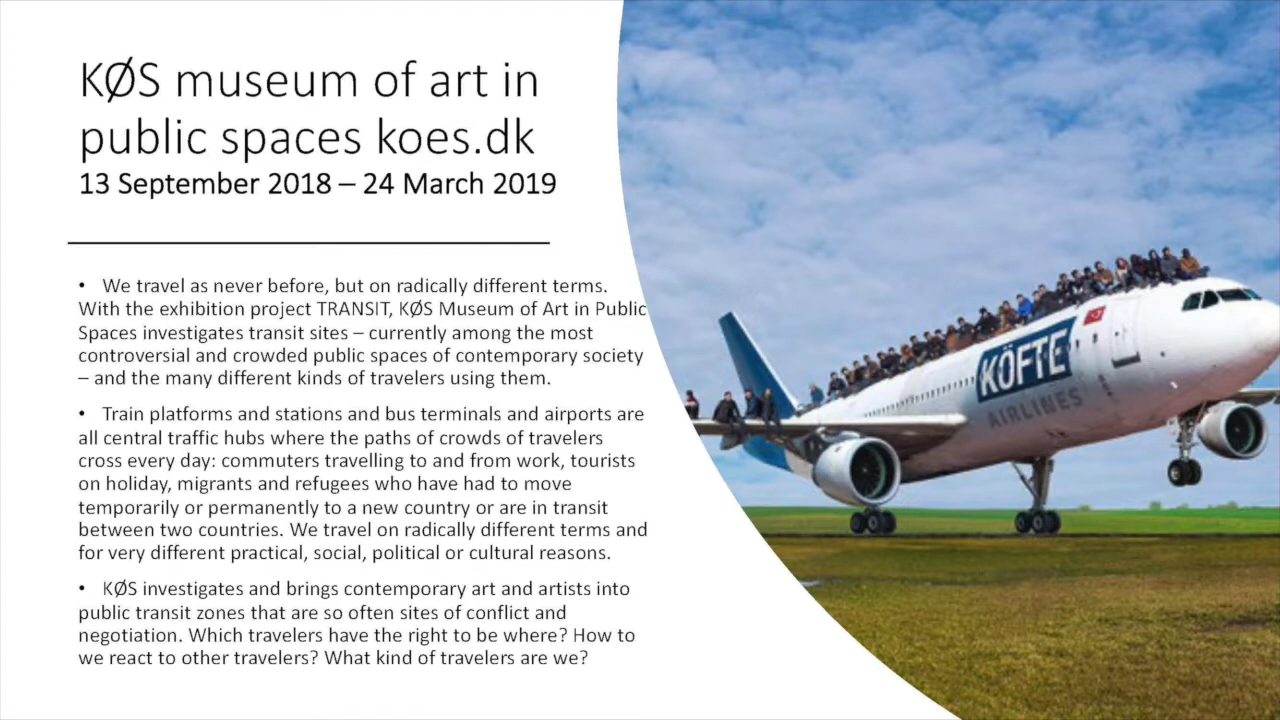 KØS museum of art in
public spaces koes.dk
13 September 2018 – 24 March 2019
• We travel as never before, but on radically different terms.
With the exhibition project TRANSIT, KØS Museum of Art in Public
Spaces investigates transit sites – currently among the most
controversial and crowded public spaces of contemporary society
– and the many different kinds of travelers using them.
• Train platforms and stations and bus terminals and airports are
all central traffic hubs where the paths of crowds of travelers
cross every day: commuters travelling to and from work, tourists
on holiday, migrants and refugees who have had to move
temporarily or permanently to a new country or are in transit
between two countries. We travel on radically different terms and
for very different practical, social, political or cultural reasons.
• KØS investigates and brings contemporary art and artists into
public transit zones that are so often sites of conflict and
negotiation. Which travelers have the right to be where? How to
we react to other travelers? What kind of travelers are we?
KÖFTE
AIRLINES